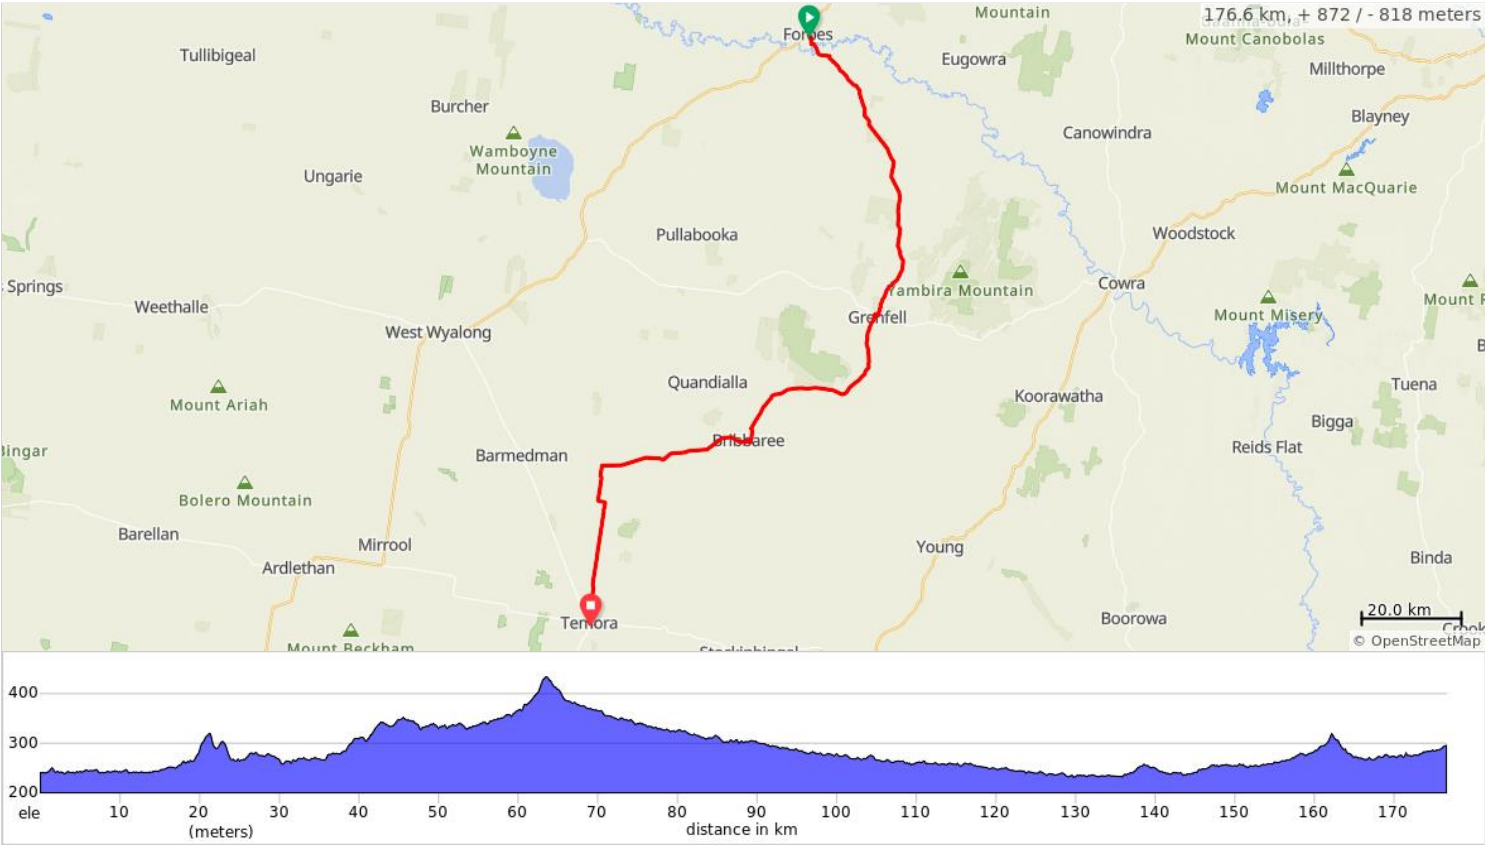 Mountain
176.6 km, + 872 / - 818 meters
Forbes
Mount Canobolas
Tullibigeal
Eugowra
Millthorpe
Burcher
Blayney
Canowindra
Wamboyne
Mountain
Ungarie
Mount MacQuarie
Pullabooka
Woodstock
Springs
Weethalle
Yambira Mountain
Cowra
Mount
Grenfell
Mount Misery
West Wyalong
Quandialla
Tuena
Mount Ariah
Koorawatha
Bigga
Bribbaree
Reids Flat
Barmedman
Bolero Mountain
Barellan
Mirrool
Young
Binda
Ardlethan
Temora
Boorowa
20.0 km
Mount Beckham
Stockinbingal
© OpenStreetMap
400
300
200
ele
(meters)
10 20 30 40 50 60 70 80 90 100 110 120 130 140 150 160 170
distance in km